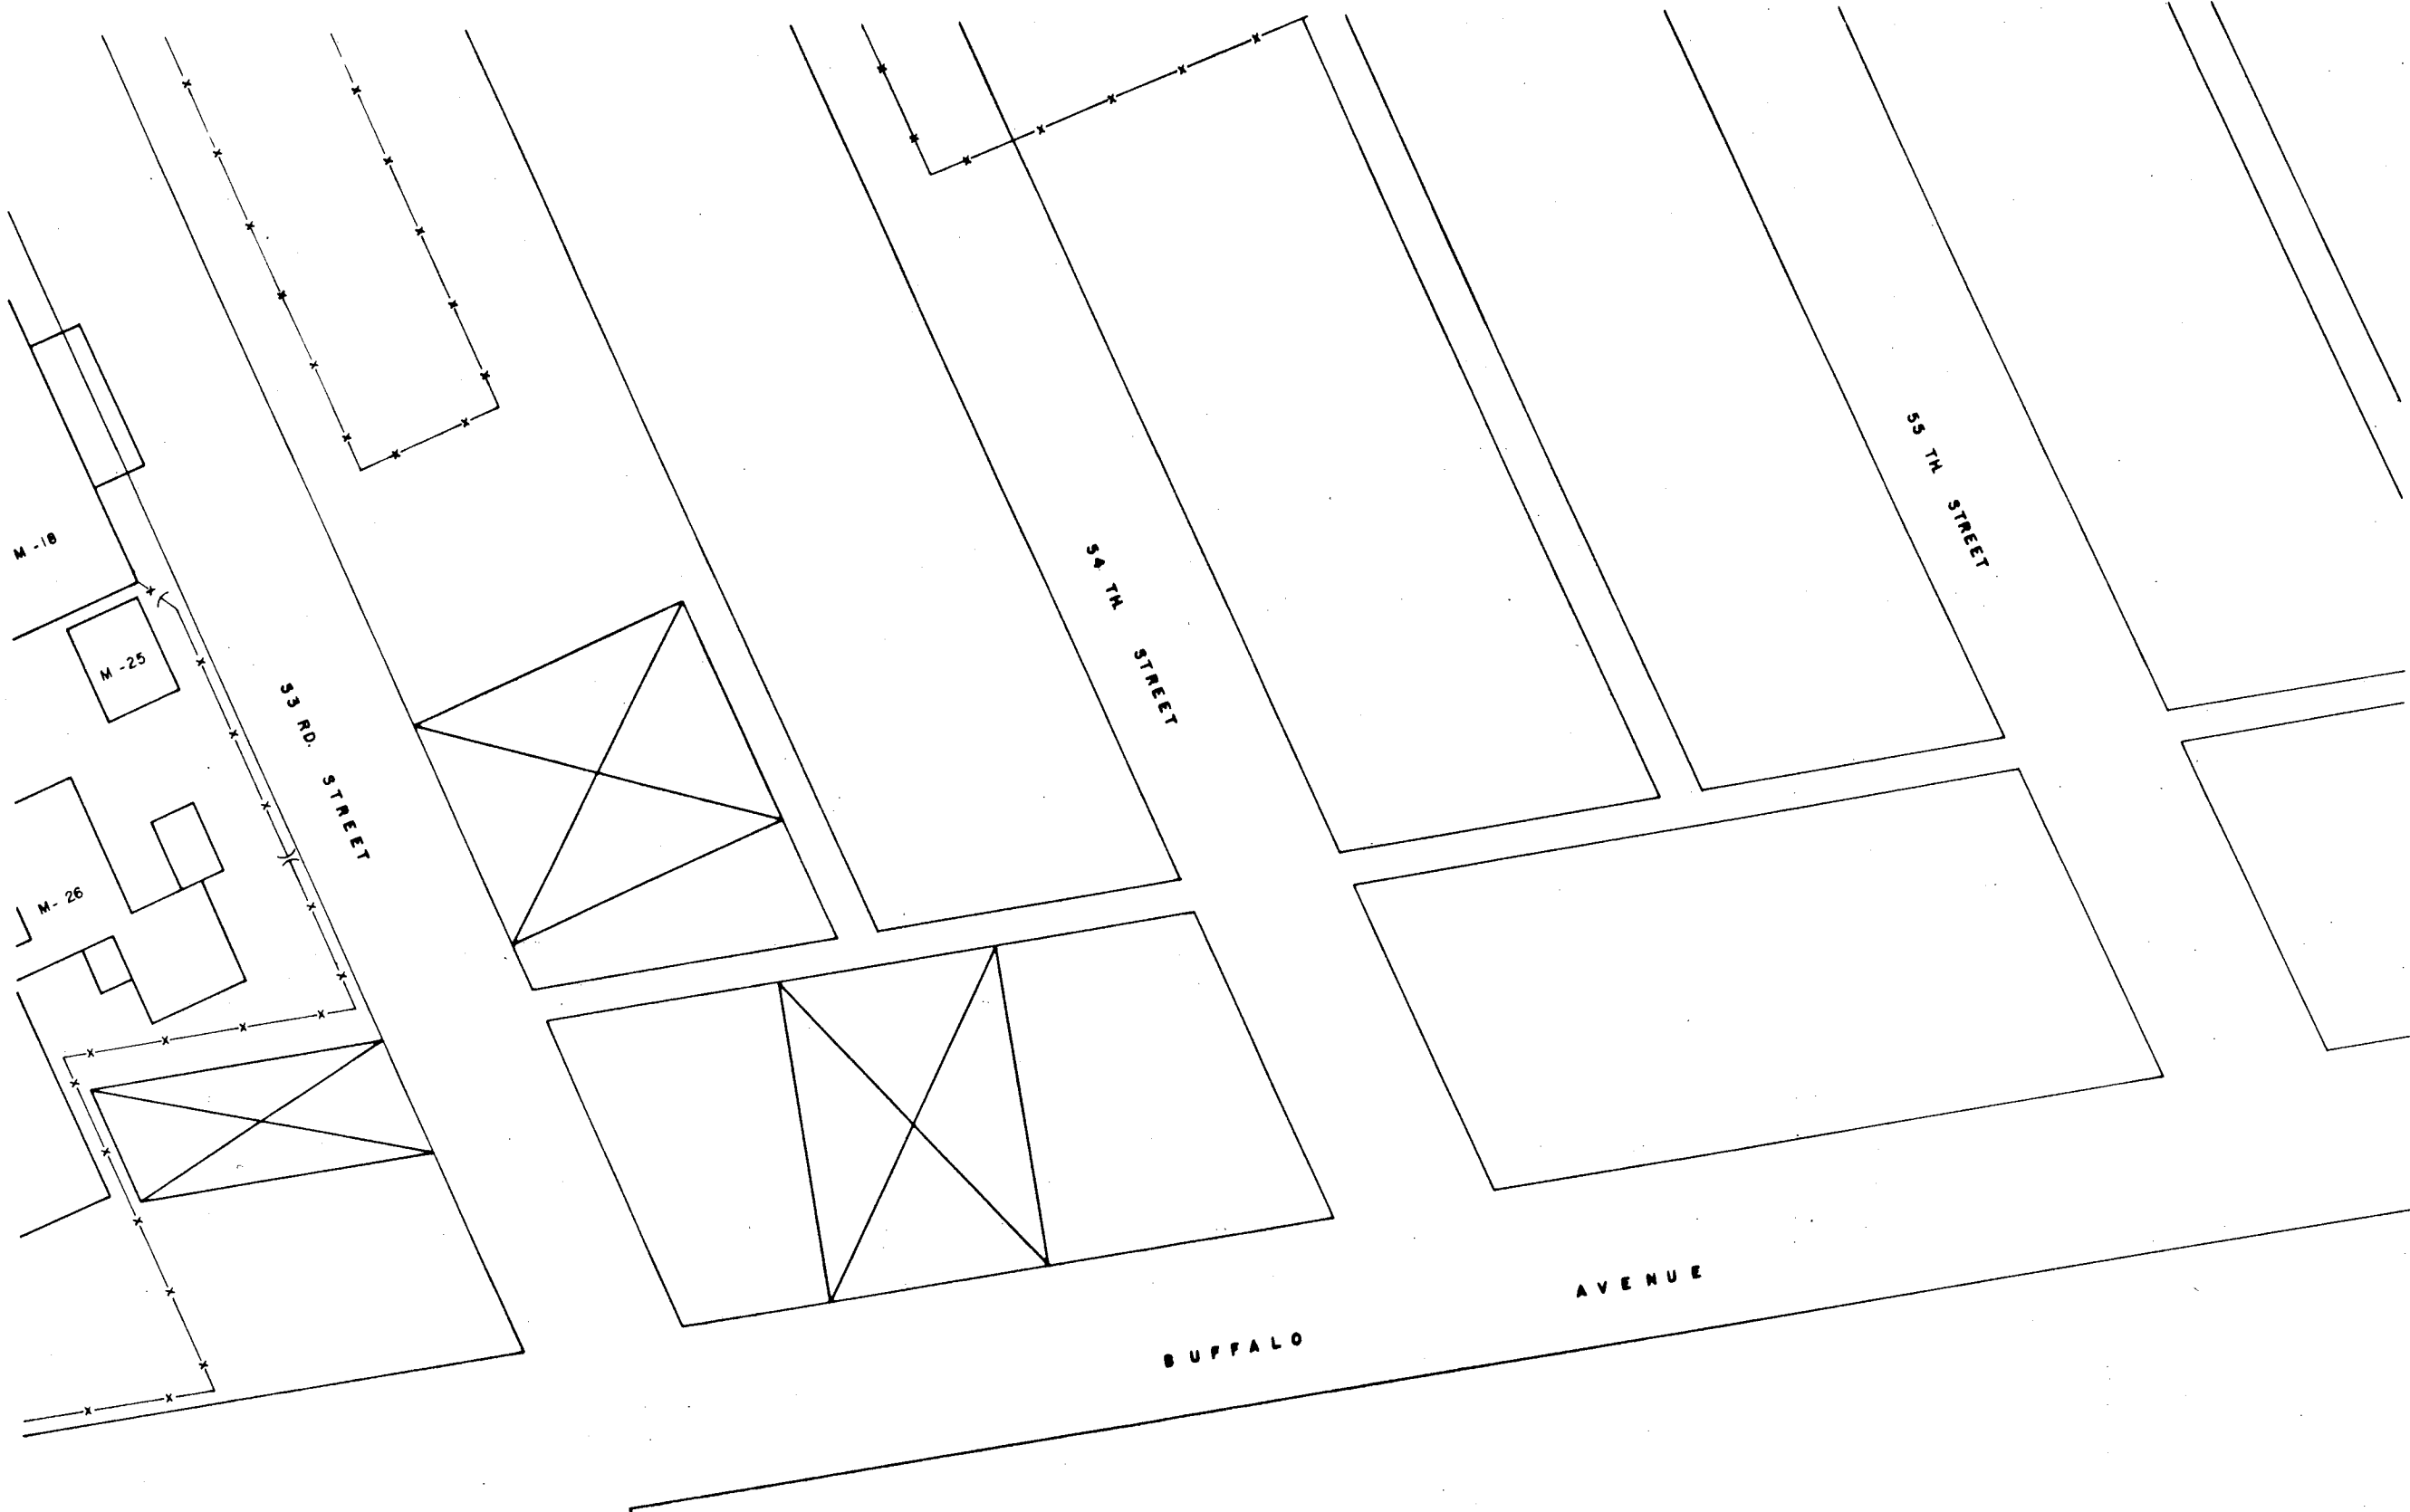 M-18
M-25
M-26
53 RD. STREET
54 TH STREET
55 TH STREET
BUFFALO AVENUE